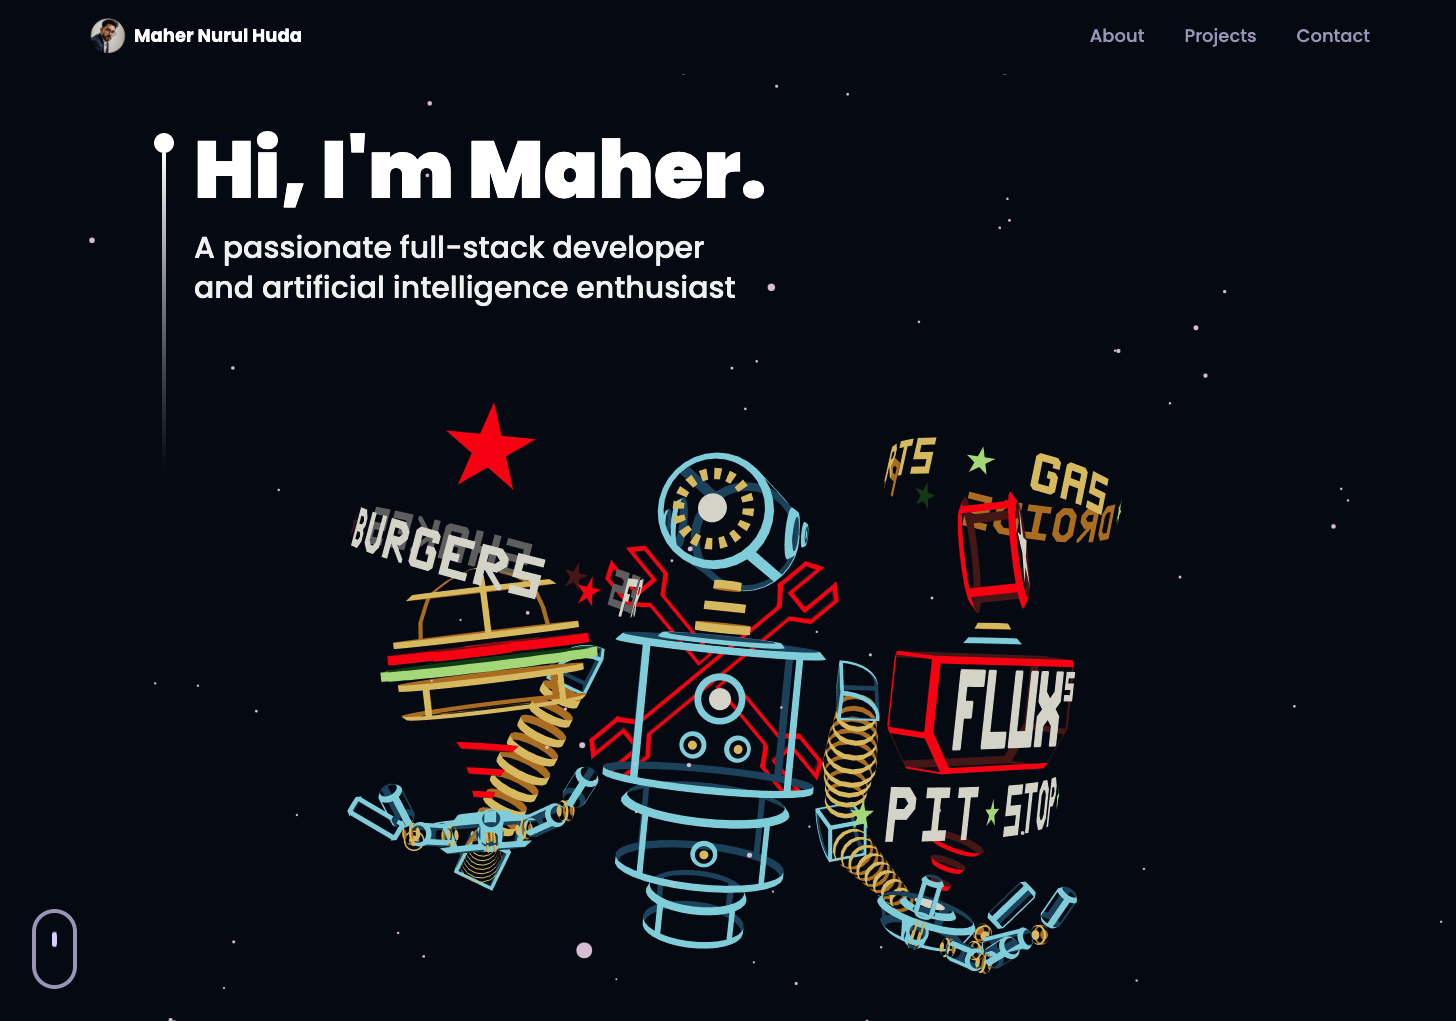 Maher Nurul Huda
About
Projects
Contact
Hi, I'm Maher.
A passionate full-stack developer
and artificial intelligence enthusiast
GAS
BURGERS
FLUX
PIT ★ STOP